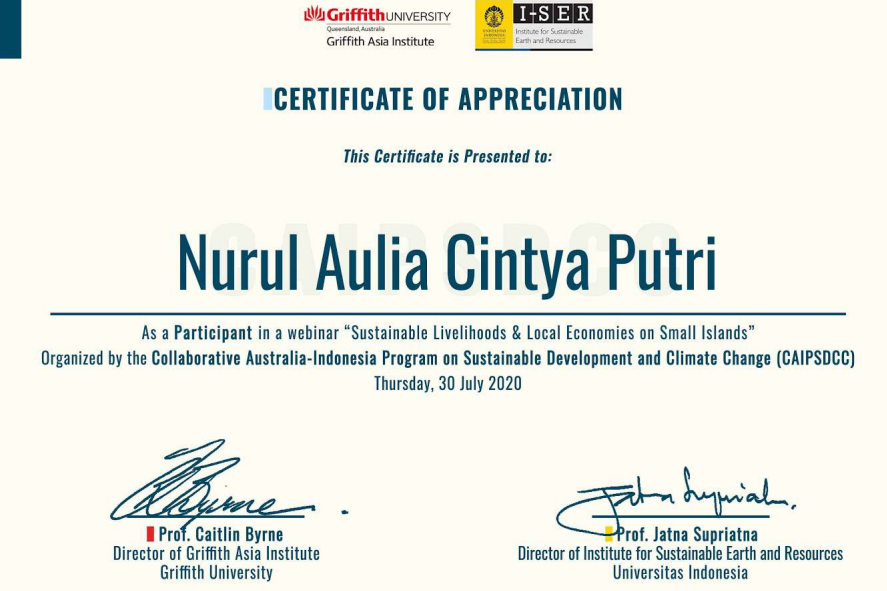 Griffith UNIVERSITY
Queensland, Australia
Griffith Asia Institute
UNIVERSITAS
INDONESIA
I-SER
Institute for Sustainable
Earth and Resources
CERTIFICATE OF APPRECIATION
This Certificate is Presented to:
CAIPSDCC
Nurul Aulia Cintya Putri
As a Participant in a webinar “Sustainable Livelihoods & Local Economies on Small Islands”
Organized by the Collaborative Australia-Indonesia Program on Sustainable Development and Climate Change (CAIPSDCC)
Thursday, 30 July 2020
Prof. Caitlin Byrne
Director of Griffith Asia Institute
Griffith University
Prof. Jatna Supriatna
Director of Institute for Sustainable Earth and Resources
Universitas Indonesia